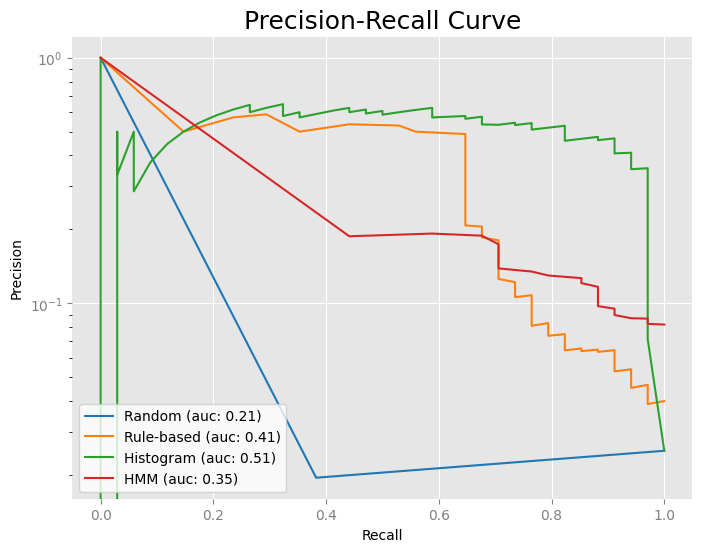 Precision-Recall Curve
10⁰
10⁻¹
Precision
Random (auc: 0.21)
Rule-based (auc: 0.41)
Histogram (auc: 0.51)
HMM (auc: 0.35)
0.0 0.2 0.4 0.6 0.8 1.0
Recall